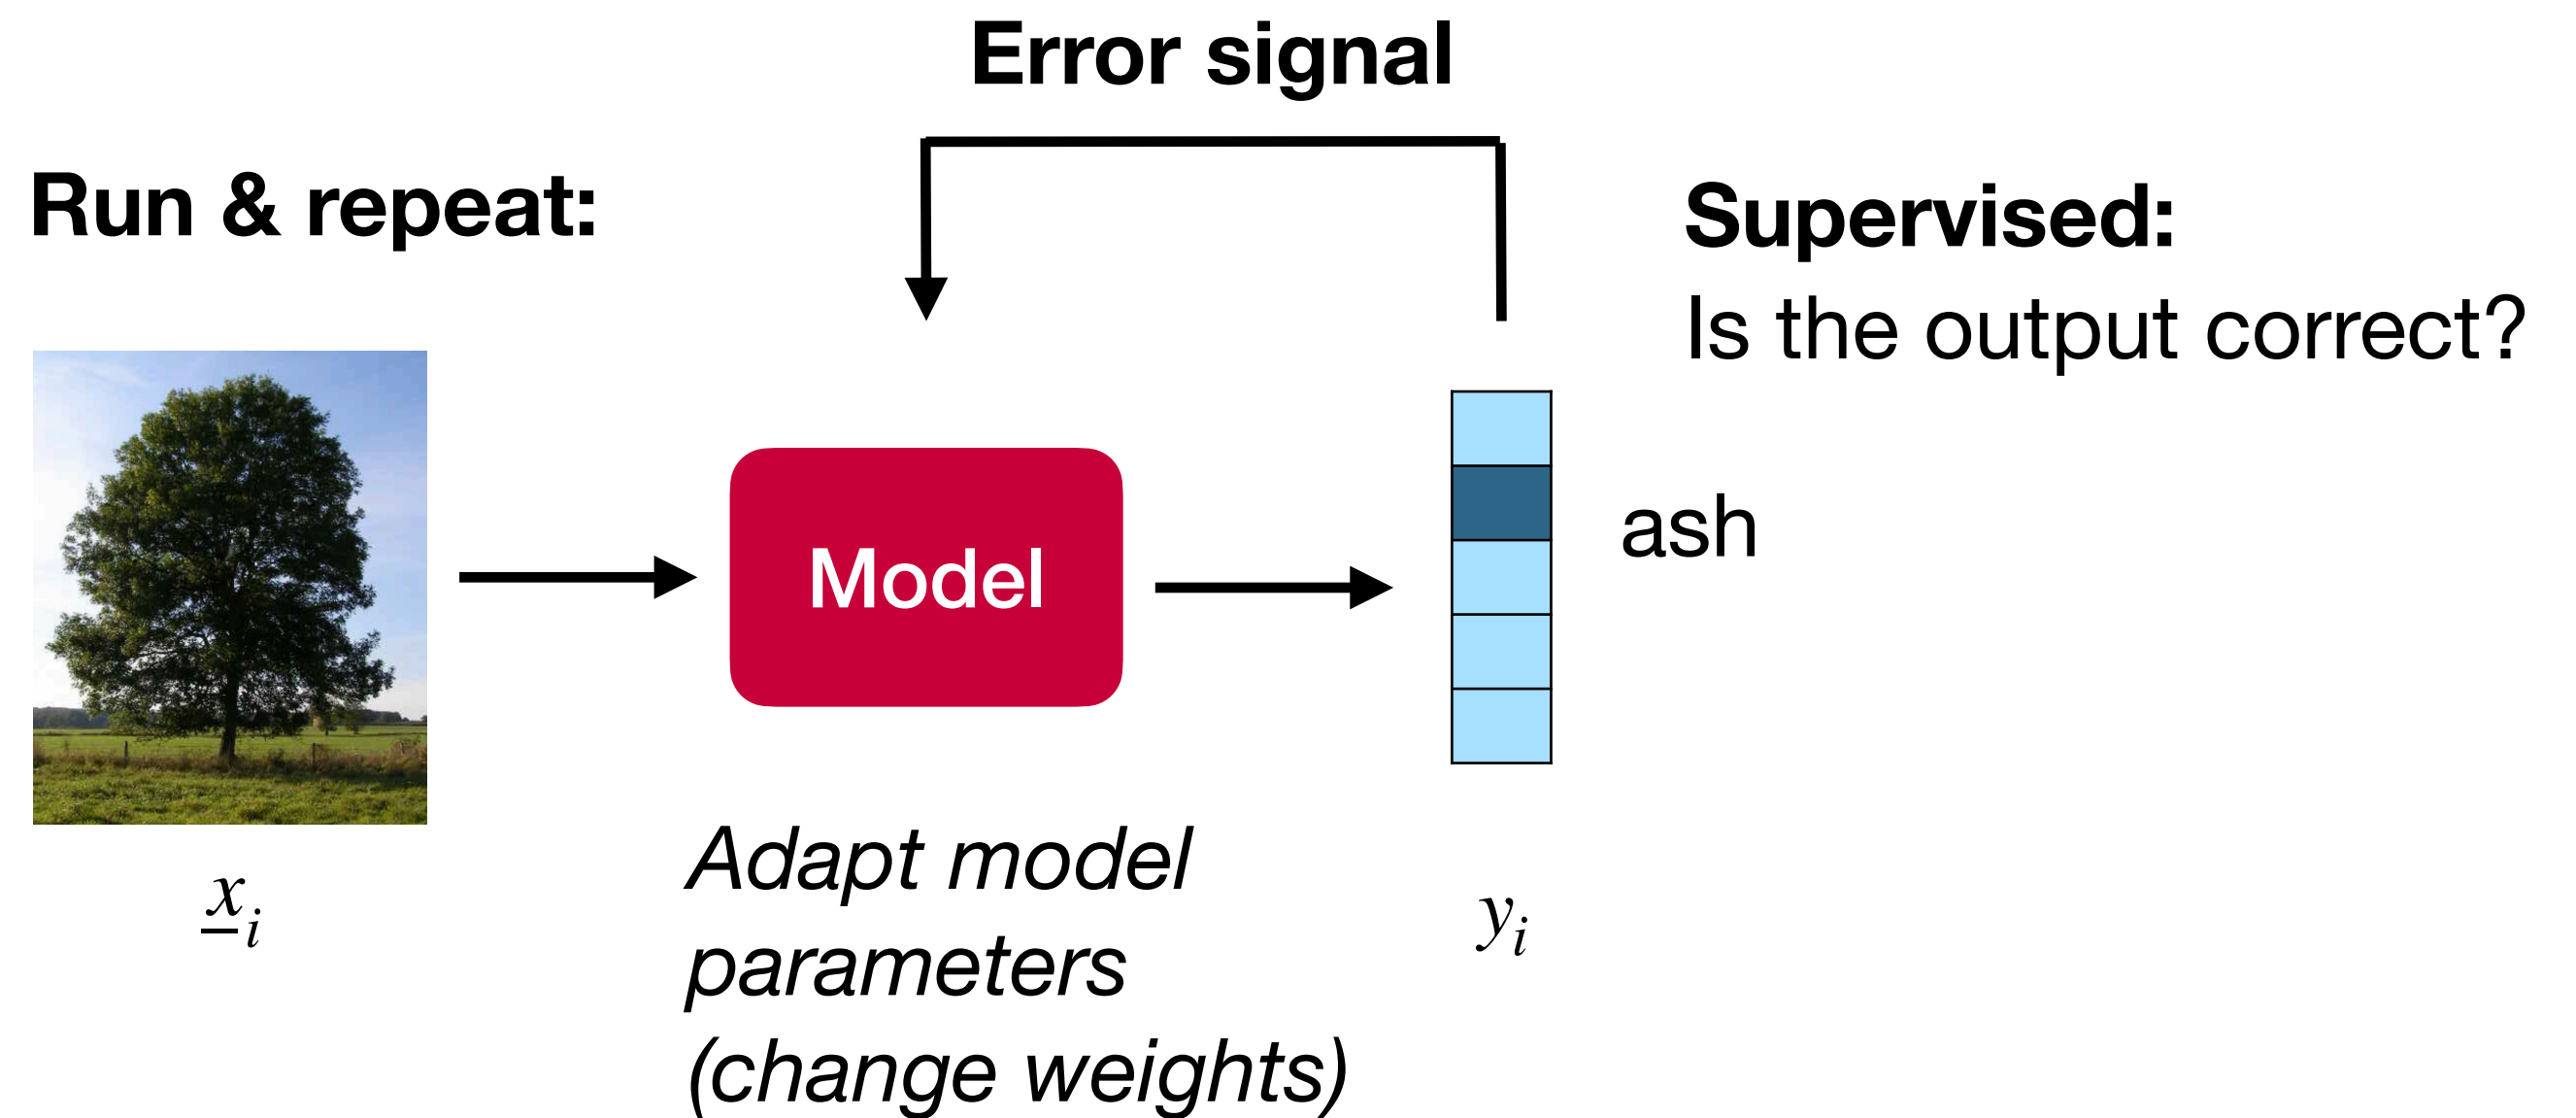 Error signal
Run & repeat:
Supervised:
Is the output correct?
Model
ash
x_i
y_i
Adapt model
parameters
(change weights)